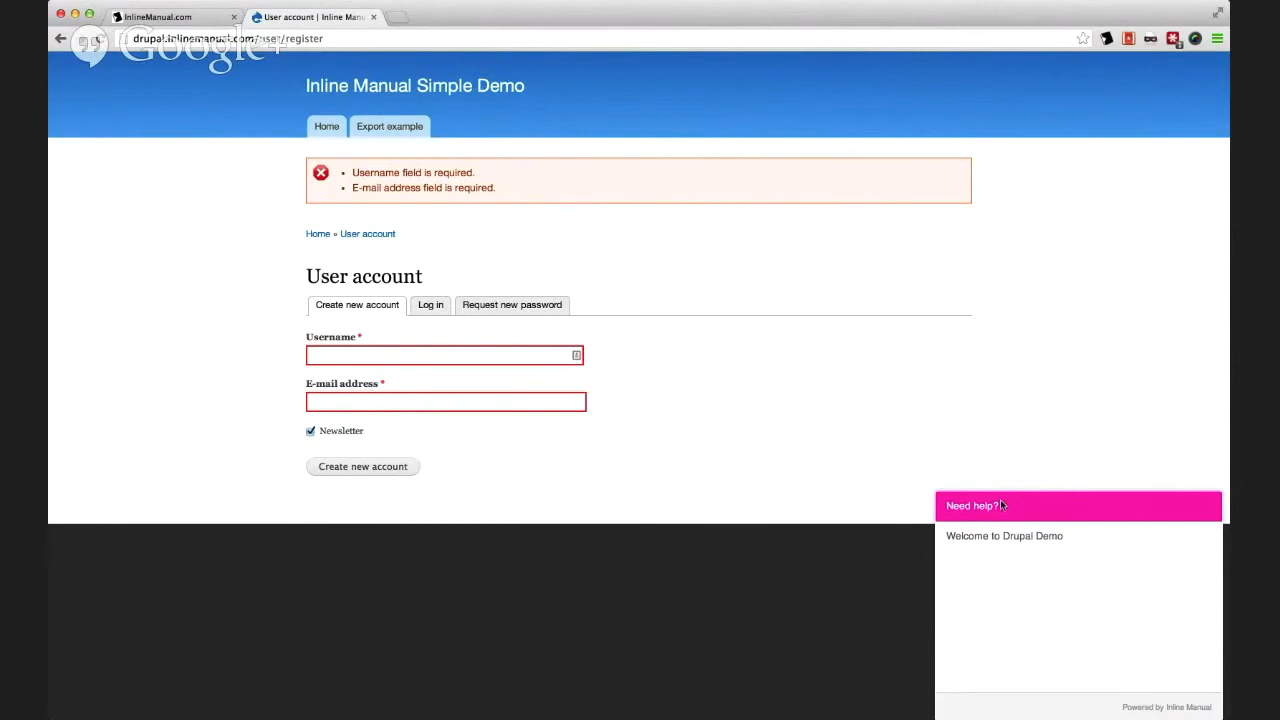 InlineManual.com
User account | Inline Manu
Google+
drupal.inlinemanual.com/user/register
Inline Manual Simple Demo
Home
Export example
Username field is required.
E-mail address field is required.
Home » User account
User account
Create new account
Log in
Request new password
Username *
E-mail address *
Newsletter
Create new account
Need help?
Welcome to Drupal Demo
Powered by Inline Manual